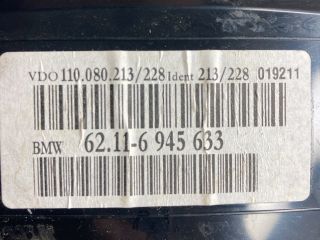 VDO 110.080.213/228 Ident 213/228 019211
BMW 62.11-6 945 633